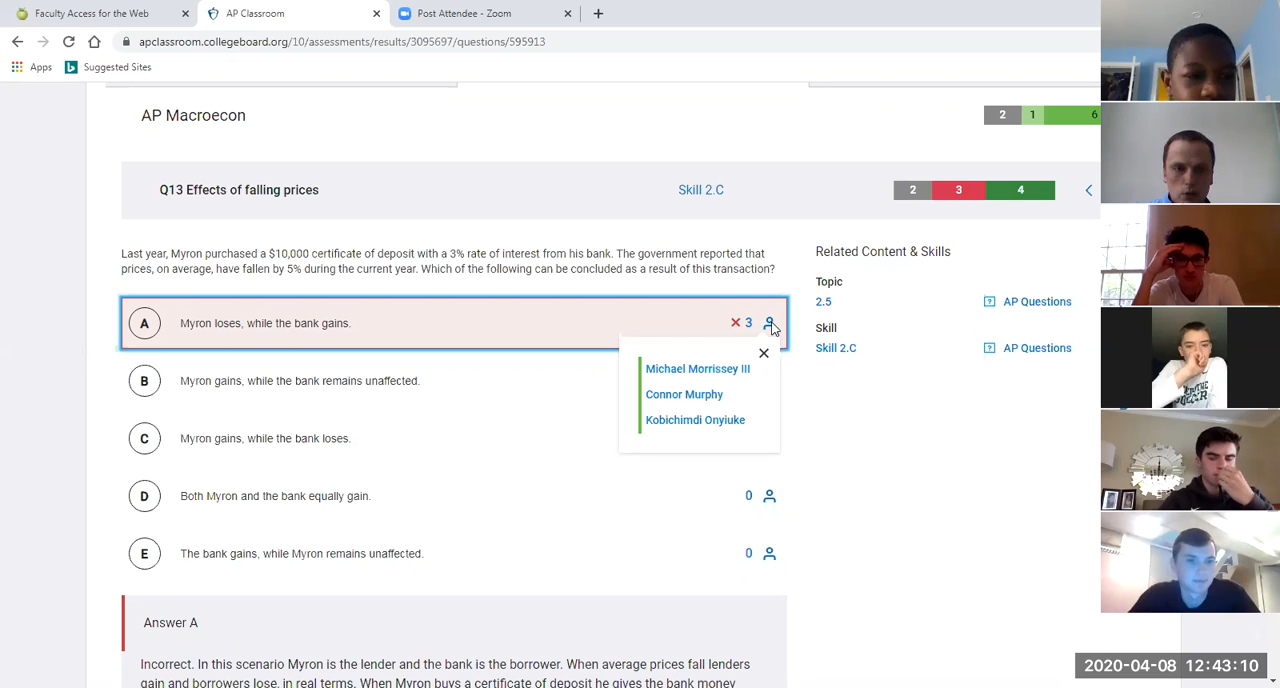 Faculty Access for the Web
AP Classroom
Post Attendee - Zoom
apclassroom.collegeboard.org/10/assessments/results/3095697/questions/595913
Apps
Suggested Sites
AP Macroecon
2 1 6
Q13 Effects of falling prices
Skill 2.C
2 3 4
Last year, Myron purchased a $10,000 certificate of deposit with a 3% rate of interest from his bank. The government reported that
prices, on average, have fallen by 5% during the current year. Which of the following can be concluded as a result of this transaction?
A Myron loses, while the bank gains. 3
Michael Morrissey III
Connor Murphy
Kobichimdi Onyiuke
B Myron gains, while the bank remains unaffected.
C Myron gains, while the bank loses.
D Both Myron and the bank equally gain. 0
E The bank gains, while Myron remains unaffected. 0
Answer A
Incorrect. In this scenario Myron is the lender and the bank is the borrower. When average prices fall lenders
gain and borrowers lose, in real terms. When Myron buys a certificate of deposit he gives the bank money
Related Content & Skills
Topic
2.5 AP Questions
Skill
Skill 2.C AP Questions
SOCCER
2020-04-08 12:43:10